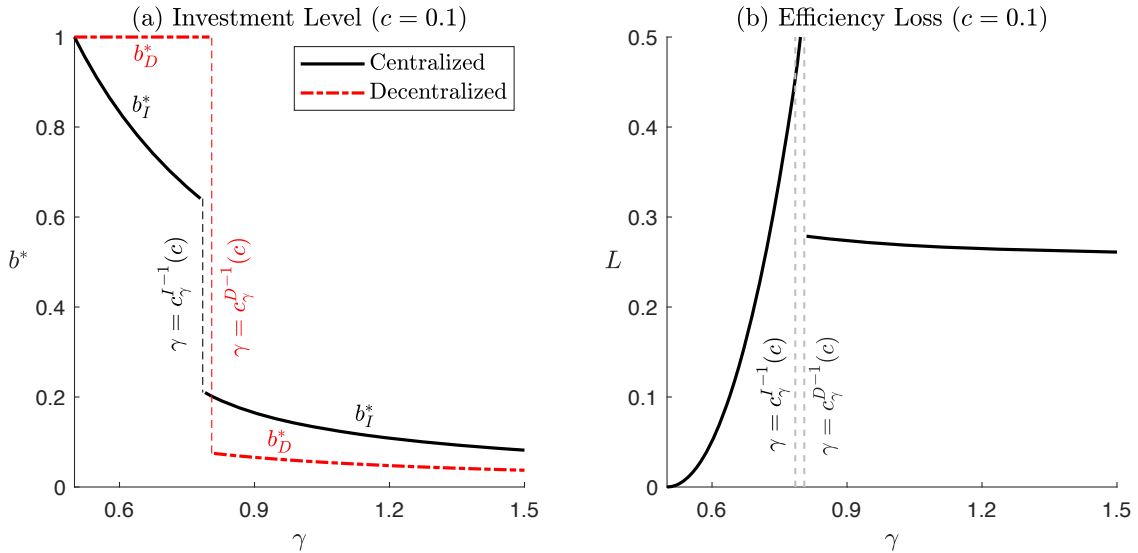 (a) Investment Level (c = 0.1)
1
0.8
0.6
0.4
0.2
0
b*
b*_D
b*_I
Centralized
Decentralized
γ = c_γ^{I^{-1}}(c)
γ = c_γ^{D^{-1}}(c)
b*_I
b*_D
0.6 0.9 1.2 1.5
γ
(b) Efficiency Loss (c = 0.1)
0.5
0.4
0.3
0.2
0.1
0
L
γ = c_γ^{I^{-1}}(c)
γ = c_γ^{D^{-1}}(c)
0.6 0.9 1.2 1.5
γ